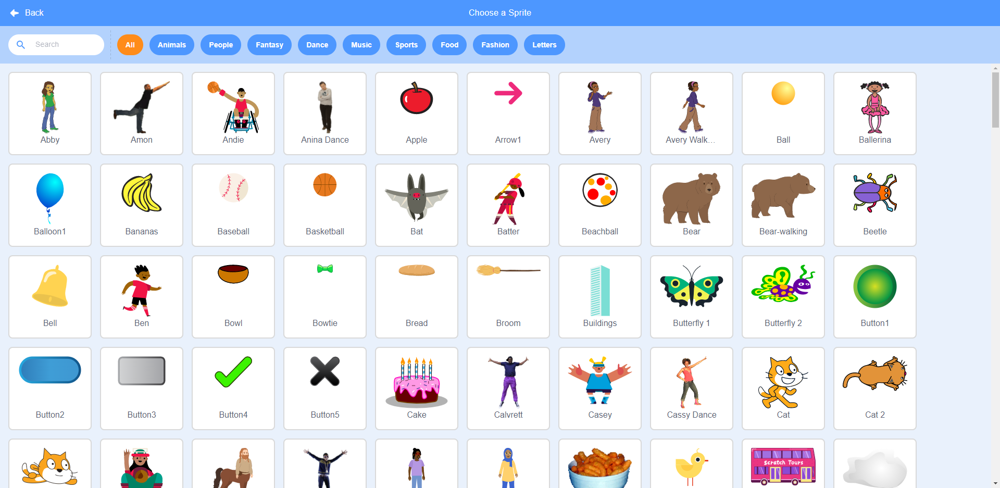 Back
Choose a Sprite
Search
All
Animals
People
Fantasy
Dance
Music
Sports
Food
Fashion
Letters
Abby
Amon
Andie
Anina Dance
Apple
Arrow1
Avery
Avery Walk...
Ball
Ballerina
Balloon1
Bananas
Baseball
Basketball
Bat
Batter
Beachball
Bear
Bear-walking
Beetle
Bell
Ben
Bowl
Bowtie
Bread
Broom
Buildings
Butterfly 1
Butterfly 2
Button1
Button2
Button3
Button4
Button5
Cake
Calvrett
Casey
Cassy Dance
Cat
Cat 2
Scratch Tours